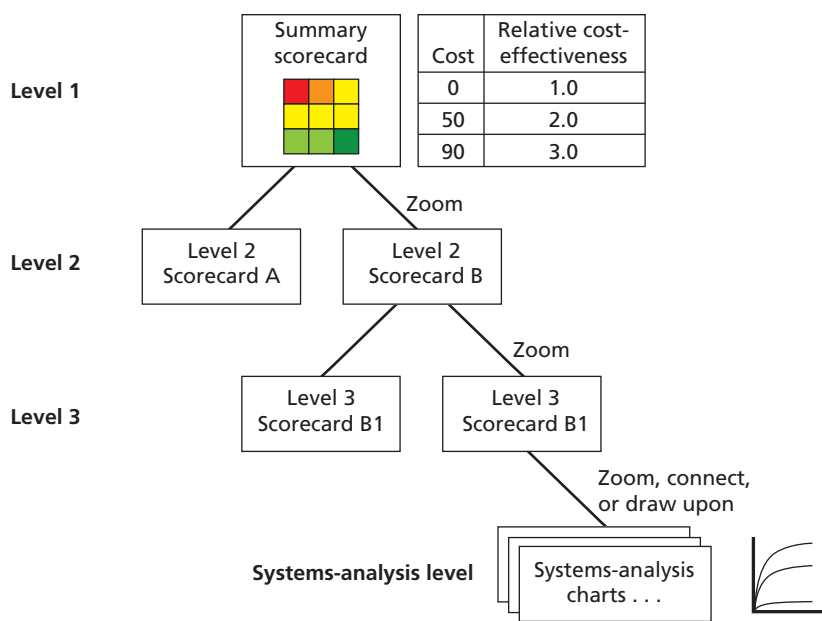 Summary
scorecard
Cost
Relative cost-
effectiveness
0
1.0
50
2.0
90
3.0
Level 1
Zoom
Level 2
Level 2
Scorecard A
Level 2
Scorecard B
Zoom
Level 3
Level 3
Scorecard B1
Level 3
Scorecard B1
Zoom, connect,
or draw upon
Systems-analysis level
Systems-analysis
charts . . .